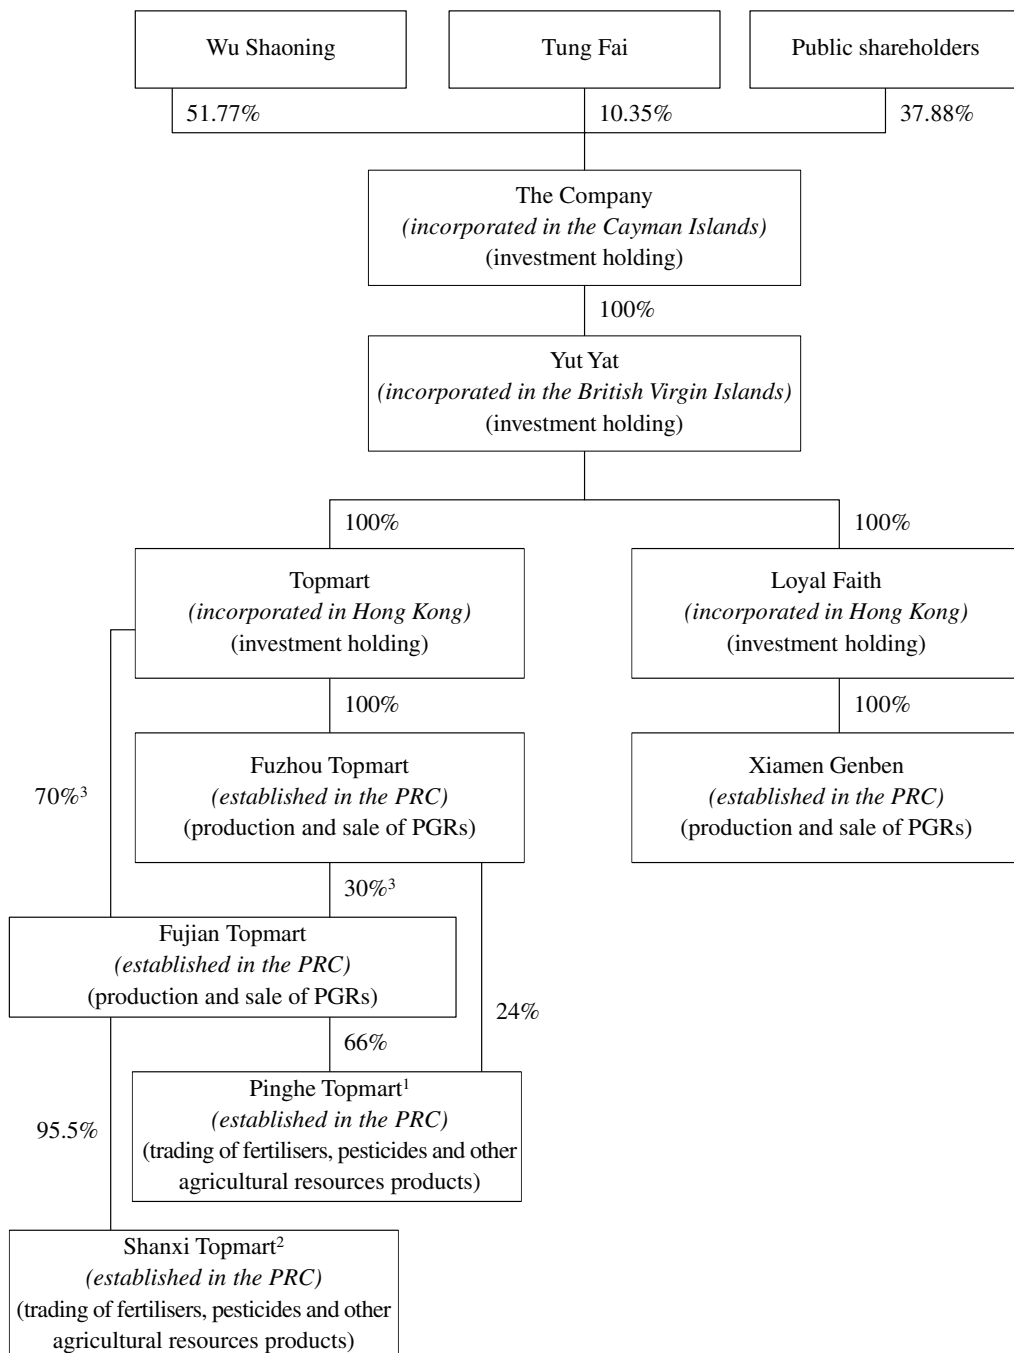 Wu Shaoning
Tung Fai
Public shareholders
51.77%
10.35%
37.88%
The Company
(incorporated in the Cayman Islands)
(investment holding)
100%
Yut Yat
(incorporated in the British Virgin Islands)
(investment holding)
100%
100%
Topmart
(incorporated in Hong Kong)
(investment holding)
Loyal Faith
(incorporated in Hong Kong)
(investment holding)
100%
100%
Fuzhou Topmart
(established in the PRC)
(production and sale of PGRs)
Xiamen Genben
(established in the PRC)
(production and sale of PGRs)
70%³
30%³
Fujian Topmart
(established in the PRC)
(production and sale of PGRs)
24%
66%
Pinghe Topmart¹
(established in the PRC)
(trading of fertilisers, pesticides and other
agricultural resources products)
95.5%
Shanxi Topmart²
(established in the PRC)
(trading of fertilisers, pesticides and other
agricultural resources products)